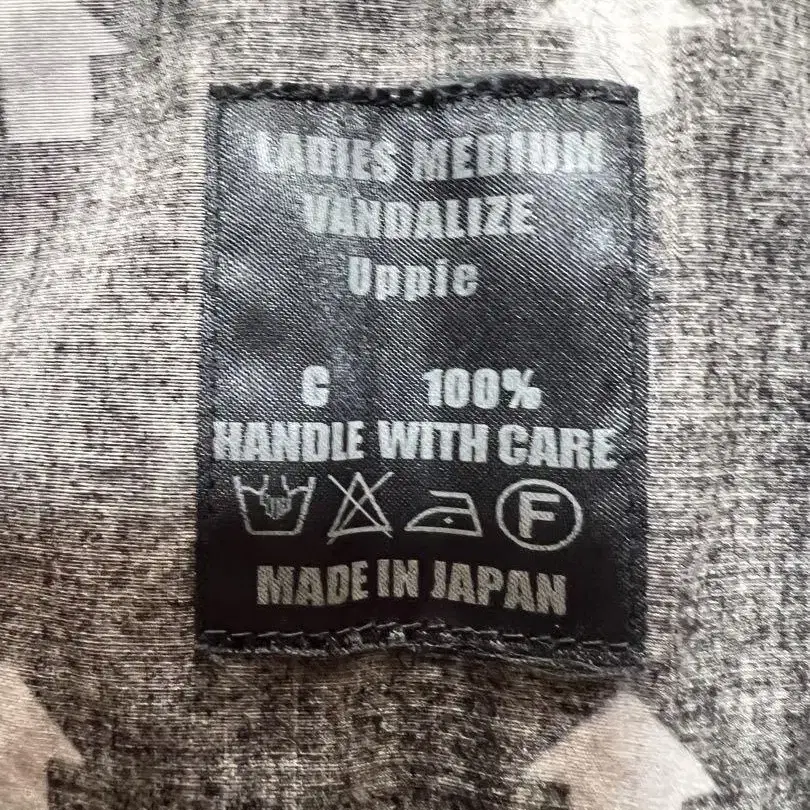 LADIES MEDIUM
VANDALIZE
Uppie
C 100%
HANDLE WITH CARE
F
MADE IN JAPAN